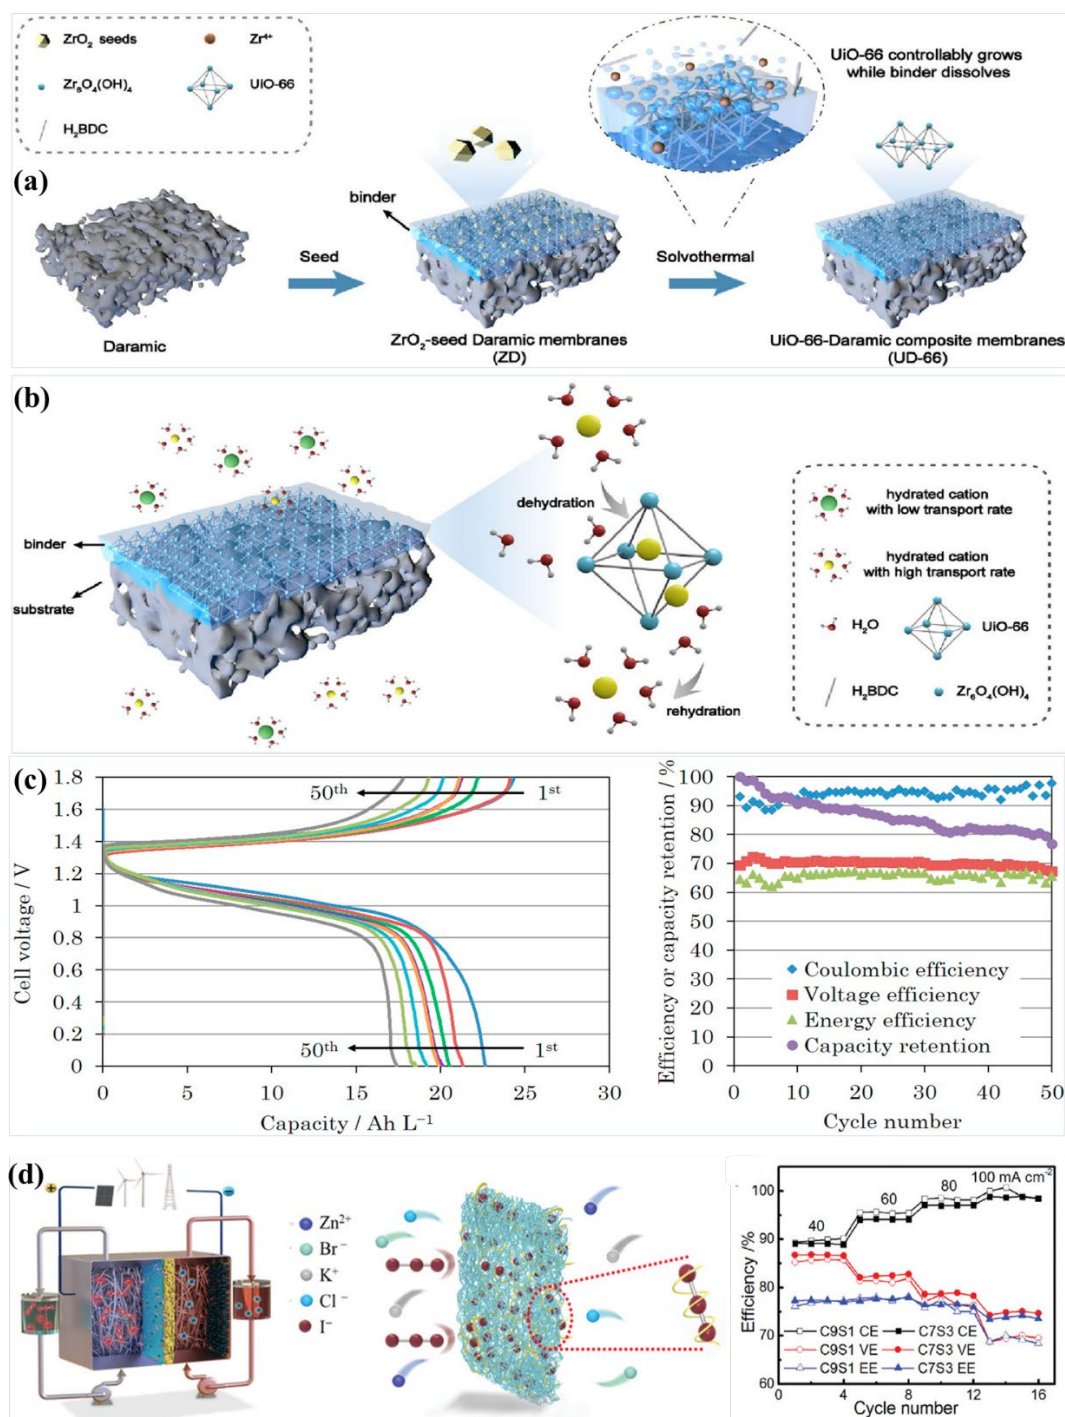 ZrO₂ seeds
Zr⁴⁺
Zr₆O₄(OH)₄
UiO-66
H₂BDC
UiO-66 controllably grows
while binder dissolves
(a)
binder
Seed
Solvothermal
Daramic
ZrO₂-seed Daramic membranes
(ZD)
UiO-66-Daramic composite membranes
(UD-66)
(b)
binder
substrate
dehydration
rehydration
hydrated cation
with low transport rate
hydrated cation
with high transport rate
H₂O
UiO-66
H₂BDC
Zr₆O₄(OH)₄
(c)
Cell voltage / V
1.8
1.6
1.4
1.2
1
0.8
0.6
0.4
0.2
0
50th
1st
50th
1st
0
5
10
15
20
25
30
Capacity / Ah L⁻¹
Efficiency or capacity retention / %
100
90
80
70
60
50
40
30
20
10
0
Coulombic efficiency
Voltage efficiency
Energy efficiency
Capacity retention
0
10
20
30
40
50
Cycle number
(d)
+
−
Zn²⁺
Br⁻
K⁺
Cl⁻
I⁻
Efficiency /%
100
90
80
70
60
40
60
80
100 mA cm⁻²
C9S1 CE
C7S3 CE
C9S1 VE
C7S3 VE
C9S1 EE
C7S3 EE
0
4
8
12
16
Cycle number